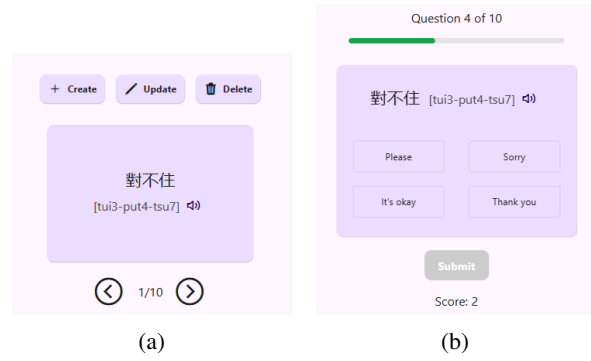 + Create Update Delete
對不住
[tui3-put4-tsu7]
1/10
(a)
Question 4 of 10
對不住 [tui3-put4-tsu7]
Please Sorry
It's okay Thank you
Submit
Score: 2
(b)